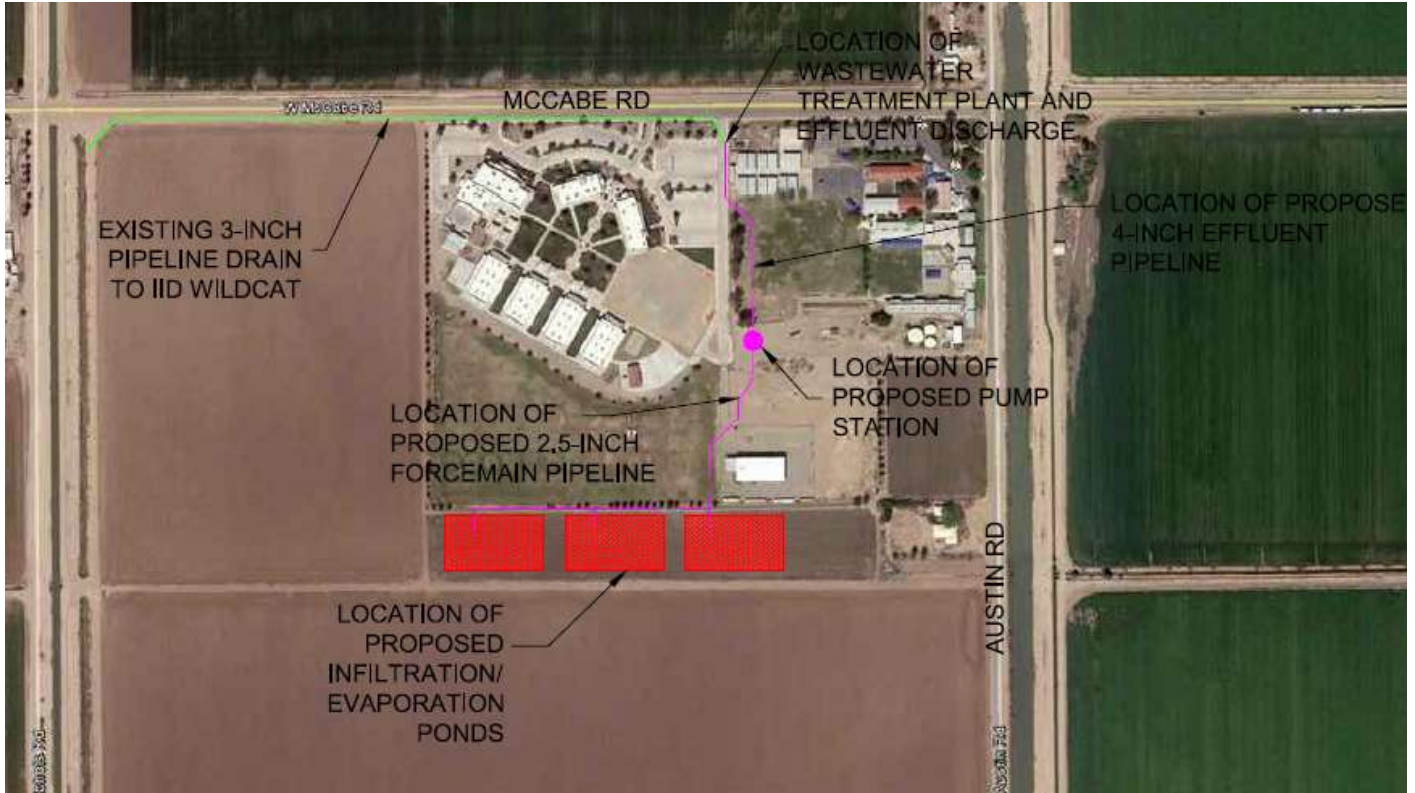 LOCATION OF
WASTEWATER
TREATMENT PLANT AND
EFFLUENT DISCHARGE
MCCABE RD
W McCabe Rd
EXISTING 3-INCH
PIPELINE DRAIN
TO IID WILDCAT
LOCATION OF PROPOSE
4-INCH EFFLUENT
PIPELINE
LOCATION OF
PROPOSED PUMP
STATION
LOCATION OF
PROPOSED 2.5-INCH
FORCEMAIN PIPELINE
LOCATION OF
PROPOSED
INFILTRATION/
EVAPORATION
PONDS
AUSTIN RD
Austin Rd